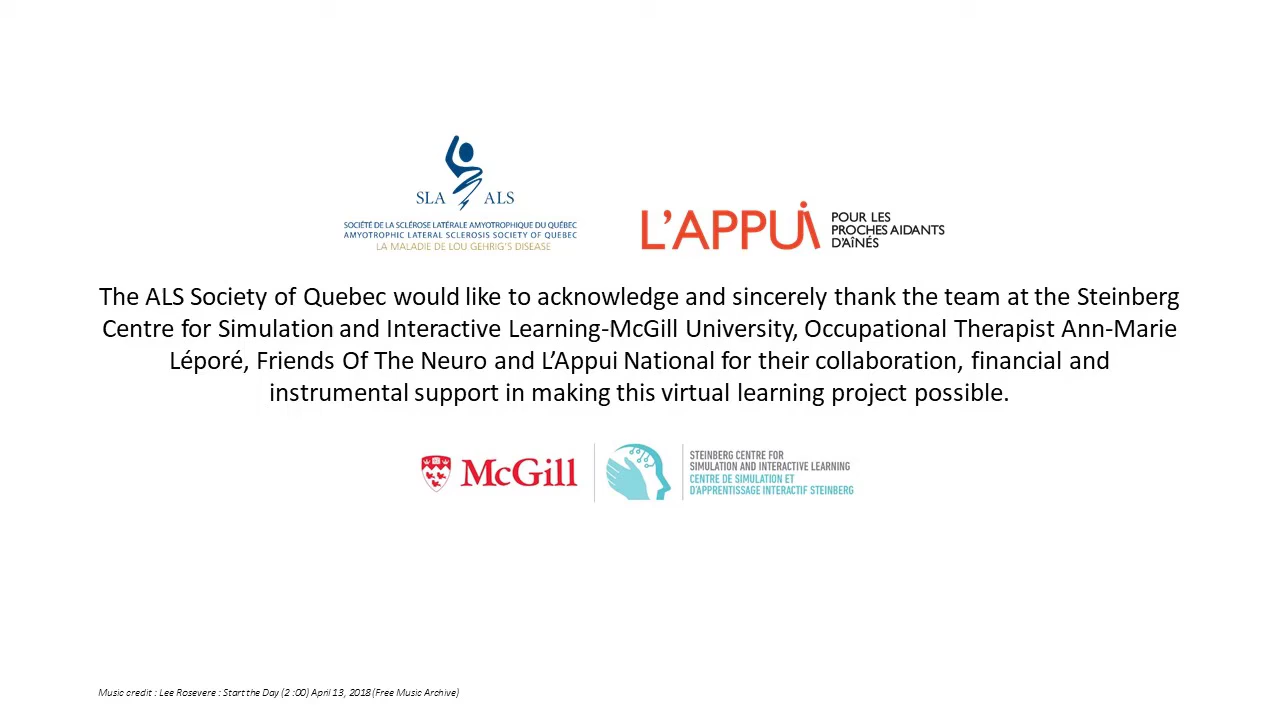 SLA ALS
SOCIÉTÉ DE LA SCLÉROSE LATÉRALE AMYOTROPHIQUE DU QUÉBEC
AMYOTROPHIC LATERAL SCLEROSIS SOCIETY OF QUEBEC
LA MALADIE DE LOU GEHRIG'S DISEASE
L'APPUI
POUR LES
PROCHES AIDANTS
D'AÎNÉS
The ALS Society of Quebec would like to acknowledge and sincerely thank the team at the Steinberg
Centre for Simulation and Interactive Learning-McGill University, Occupational Therapist Ann-Marie
Léporé, Friends Of The Neuro and L’Appui National for their collaboration, financial and
instrumental support in making this virtual learning project possible.
McGill
STEINBERG CENTRE FOR
SIMULATION AND INTERACTIVE LEARNING
CENTRE DE SIMULATION ET
D'APPRENTISSAGE INTERACTIF STEINBERG
Music credit : Lee Rosevere : Start the Day (2 :00) April 13, 2018 (Free Music Archive)